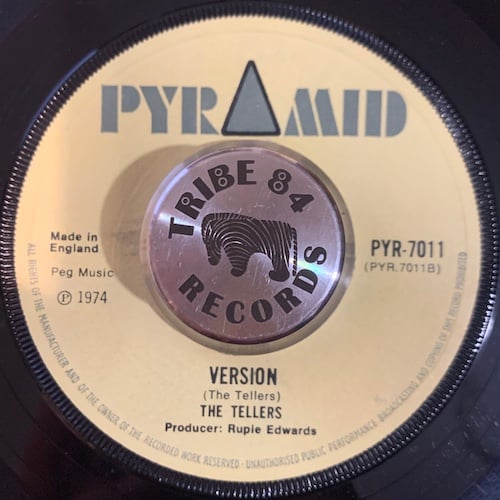 PYRAMID
TRIBE 84
RECORDS
Made in
England
Peg Music
℗ 1974
PYR-7011
(PYR.7011B)
VERSION
(The Tellers)
THE TELLERS
Producer: Rupie Edwards
ALL RIGHTS OF THE MANUFACTURER AND OF THE OWNER OF THE RECORDED WORK RESERVED · UNAUTHORISED PUBLIC PERFORMANCE BROADCASTING AND COPYING OF THIS RECORD PROHIBITED